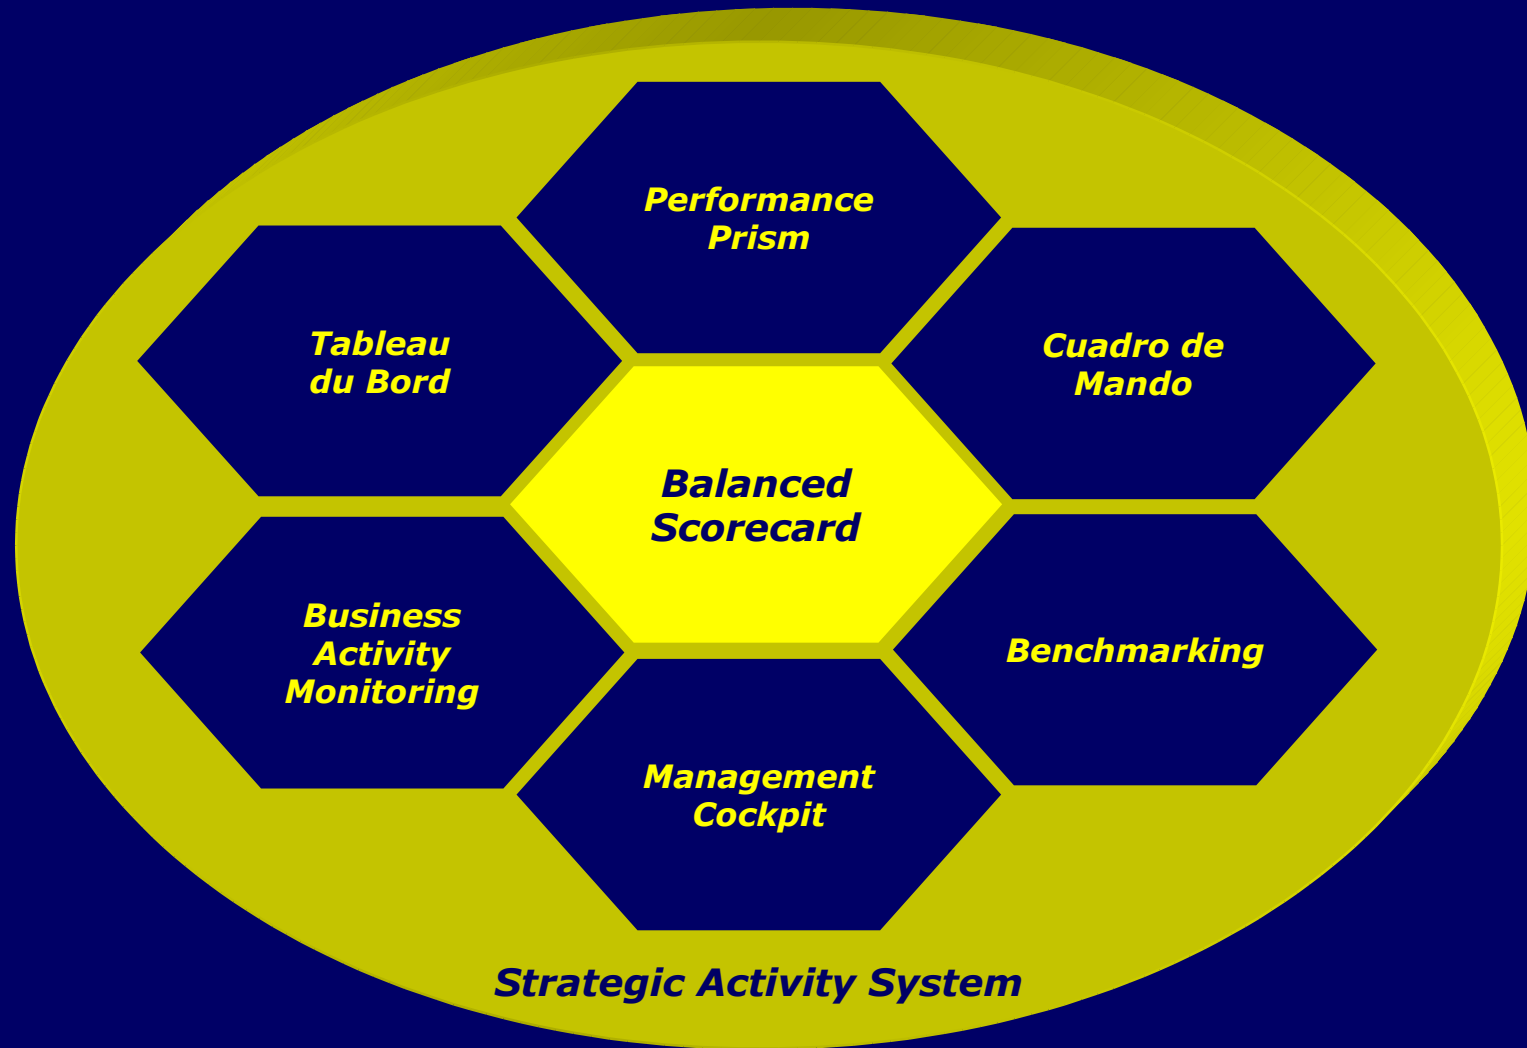 Performance
Prism
Tableau
du Bord
Cuadro de
Mando
Balanced
Scorecard
Business
Activity
Monitoring
Benchmarking
Management
Cockpit
Strategic Activity System